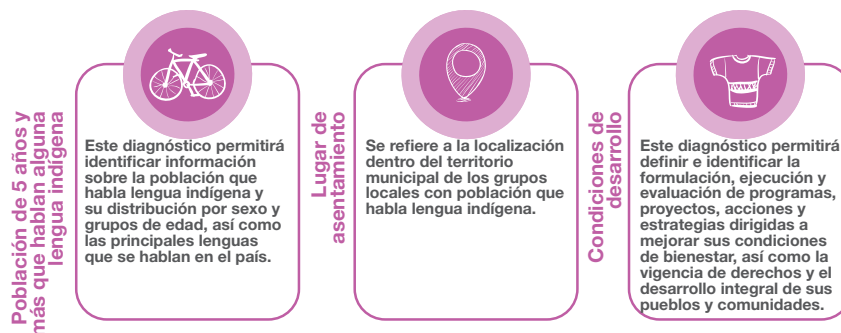 Población de 5 años y
más que hablan alguna
lengua indígena
Este diagnóstico permitirá
identificar información
sobre la población que
habla lengua indígena y
su distribución por sexo y
grupos de edad, así como
las principales lenguas
que se hablan en el país.
Lugar de
asentamiento
Se refiere a la localización
dentro del territorio
municipal de los grupos
locales con población que
habla lengua indígena.
Condiciones de
desarrollo
Este diagnóstico permitirá
definir e identificar la
formulación, ejecución y
evaluación de programas,
proyectos, acciones y
estrategias dirigidas a
mejorar sus condiciones
de bienestar, así como la
vigencia de derechos y el
desarrollo integral de sus
pueblos y comunidades.